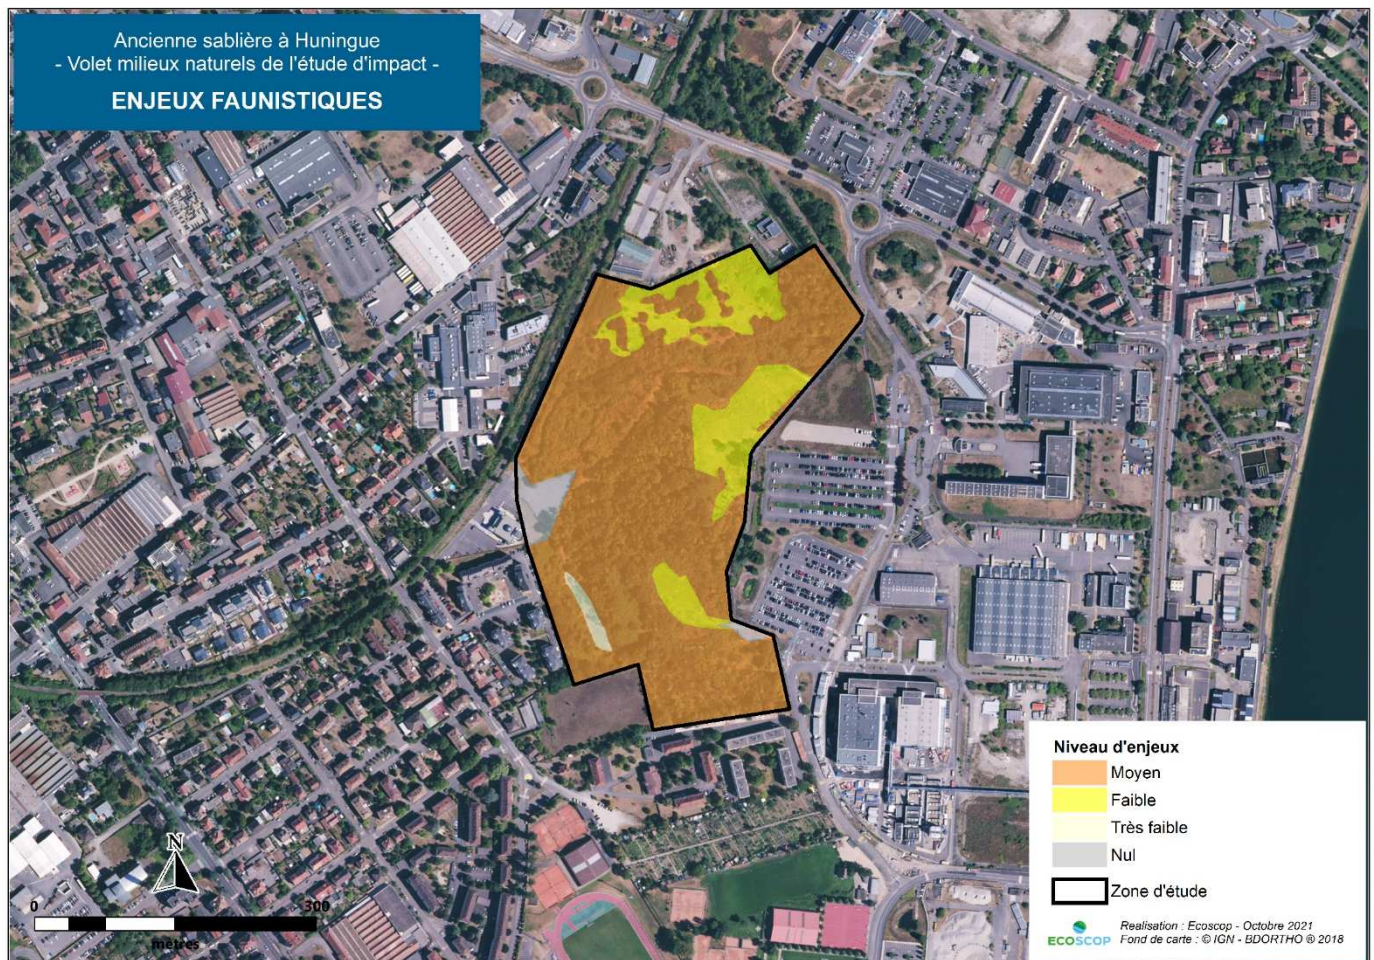 Ancienne sablière à Huningue
- Volet milieux naturels de l'étude d'impact -
ENJEUX FAUNISTIQUES
Niveau d'enjeux
Moyen
Faible
Très faible
Nul
Zone d'étude
ECOSCOP
Realisation : Ecoscop - Octobre 2021
Fond de carte : © IGN - BDORTHO ® 2018
N
0 300
mètres